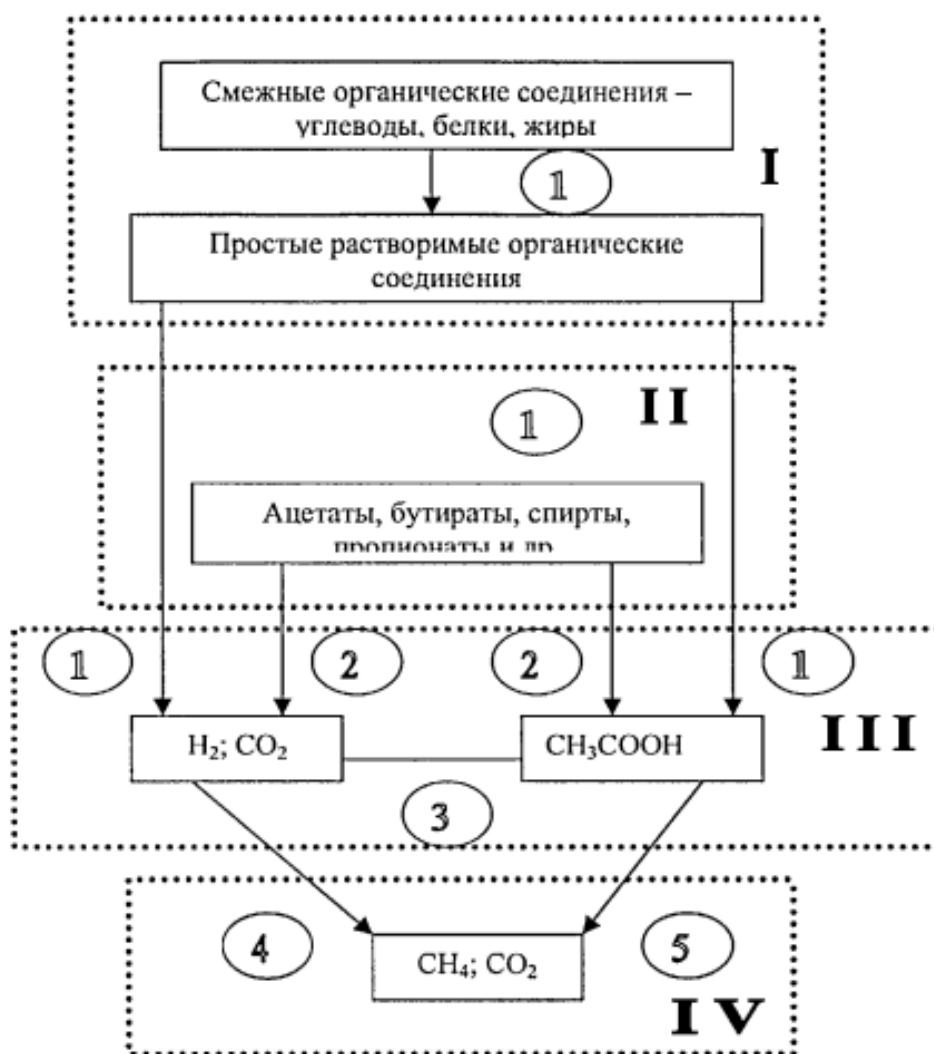 Смежные органические соединения –
углеводы, белки, жиры
I
1
Простые растворимые органические
соединения
1
II
Ацетаты, бутираты, спирты,
пропионаты и др
1
2
2
1
H₂; CO₂
CH₃COOH
III
3
4
CH₄; CO₂
5
IV